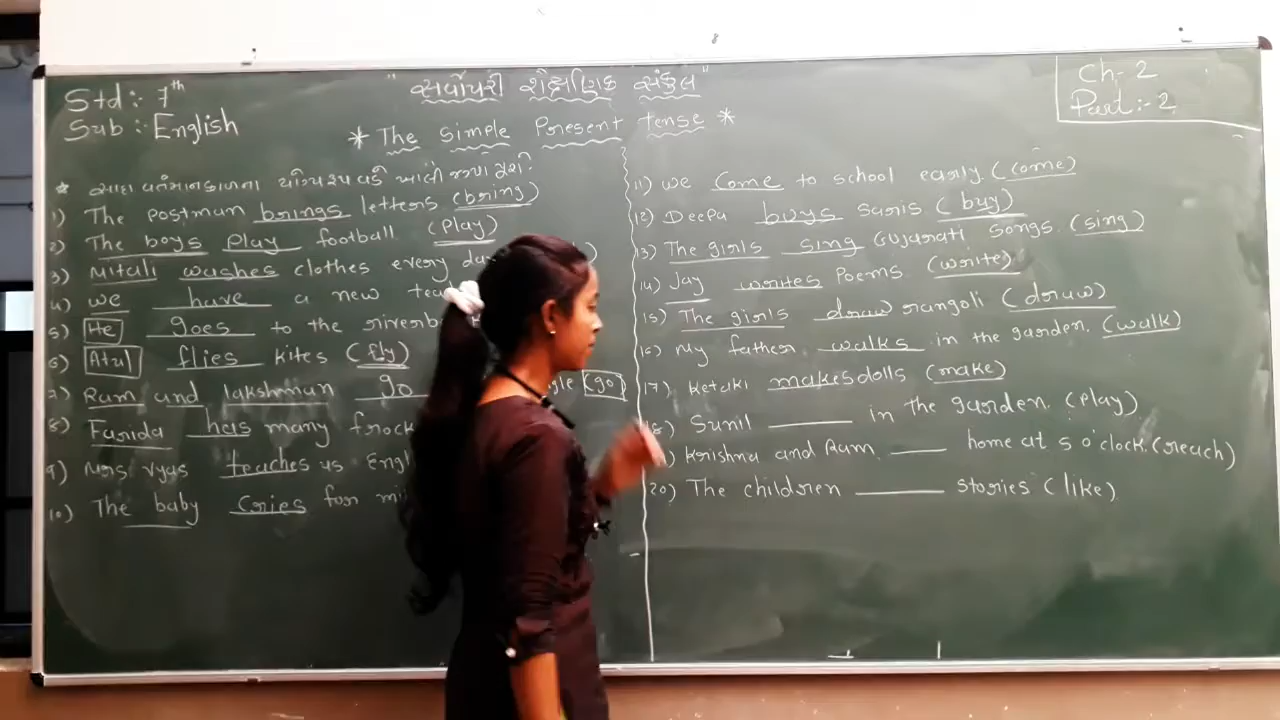 Std :- 7th
Sub :- English
"સર્વોપરી શૈક્ષણિક સંકુલ"
Ch- 2
Part :- 2
* The Simple Present tense *
* સાદા વર્તમાનકાળના યોગ્ય રૂપ વડે ખાલી જગ્યા પૂરો.
1) The postman brings letters (bring)
2) The boys play football (Play)
3) Mitali washes clothes every
4) we have a new
5) He goes to the
6) Atul flies kites (fly)
7) Ram and lakshman go (go)
8) Farida has many
9) Mrs vyas teaches us
10) The baby cries for
11) We come to school early (come)
12) Deepa buys saris (buy)
13) The girls sing Gujarati songs. (sing)
14) Jay writes Poems (write)
15) The girls draw rangoli (draw)
16) My father walks in the garden. (walk)
17) Ketaki makes dolls (make)
18) Sunil ______ in the garden. (play)
) Krishna and Ram ____ home at 5 o'clock. (reach)
20) The children ______ stories (like)